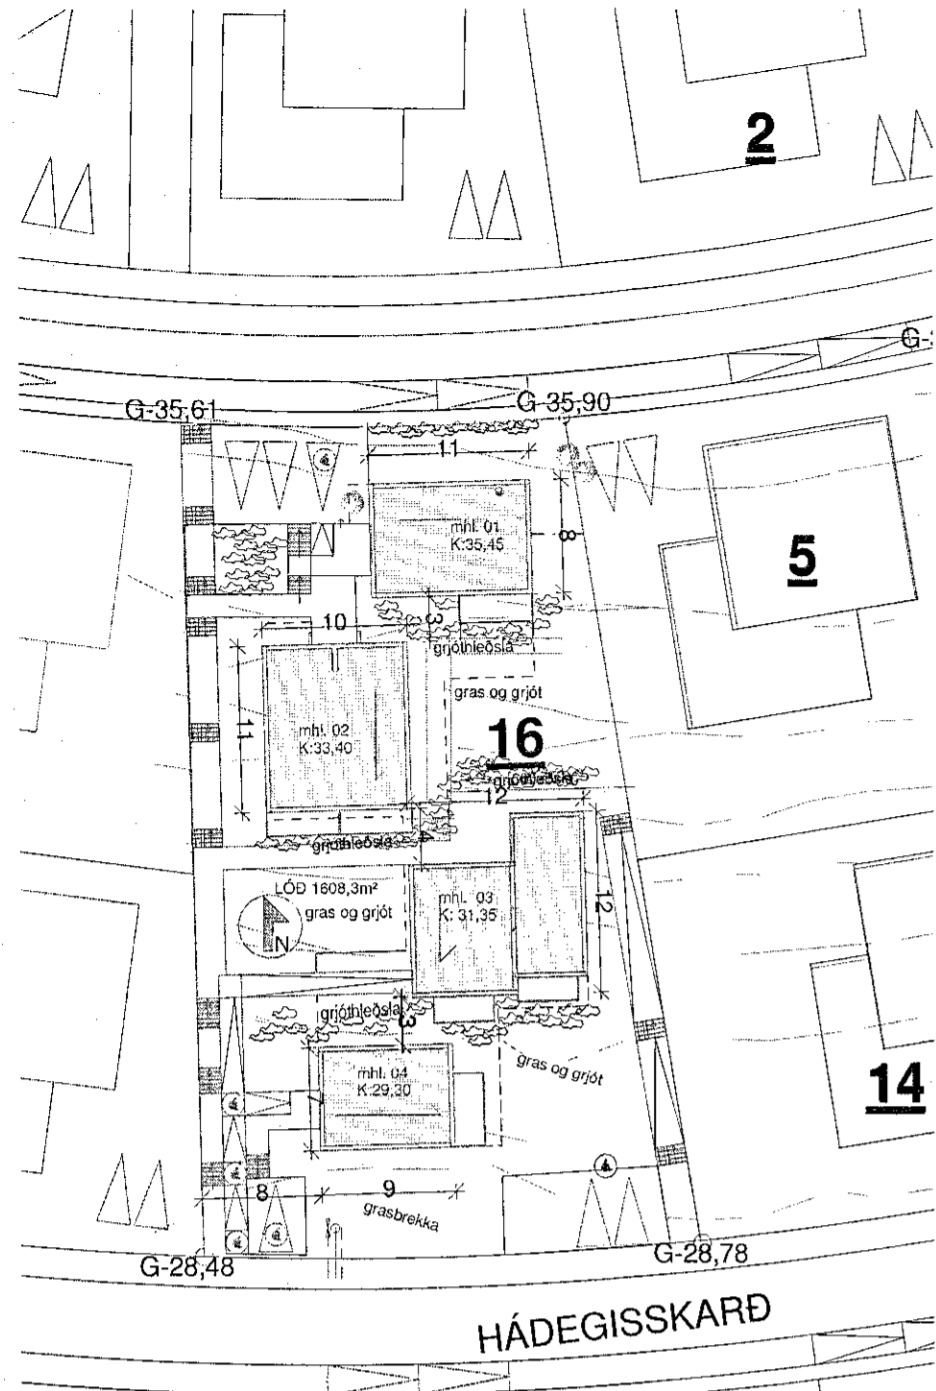 2
G-35,61
G-35,90
11
mhl. 01
K:35,45
8
5
10
3
grjóthleðsla
gras og grjót
11
mhl. 02
K:33,40
16
grjóthleðsla
12
grjóthleðsla
4
LÓÐ 1608,3m²
gras og grjót
N
mhl. 03
K: 31,35
12
grjóthleðsla
3
gras og grjót
mhl. 04
K:29,30
14
8
9
grasbrekka
G-28,48
G-28,78
HÁDEGISSKARÐ